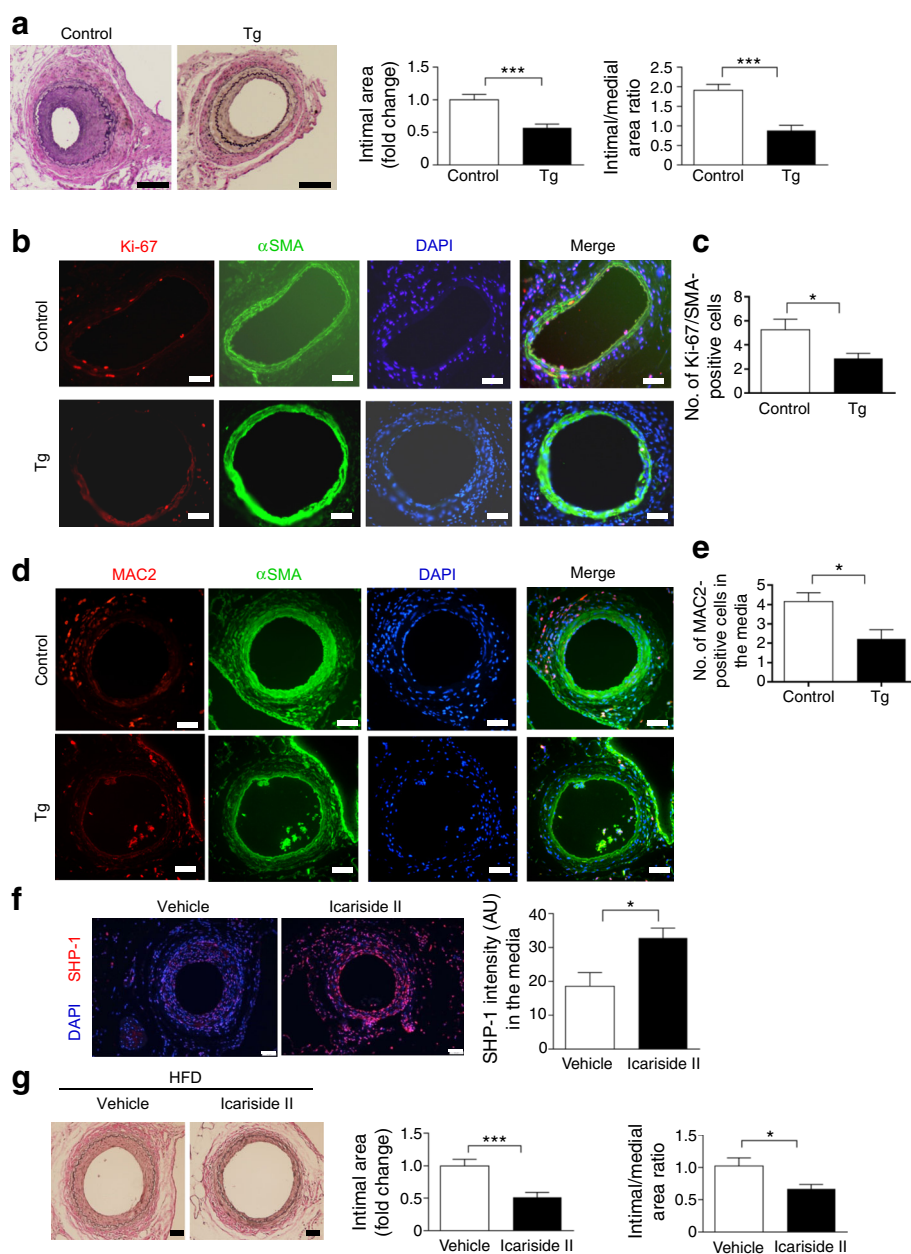 a
Control
Tg
Intimal area
(fold change)
1.5
1.0
0.5
0
***
Control
Tg
Intimal/medial
area ratio
2.5
2.0
1.5
1.0
0.5
0
***
Control
Tg
b
Ki-67
αSMA
DAPI
Merge
Control
Tg
c
No. of Ki-67/SMA-
positive cells
8
6
4
2
0
*
Control
Tg
d
MAC2
αSMA
DAPI
Merge
Control
Tg
e
No. of MAC2-
positive cells in
the media
5
4
3
2
1
0
*
Control
Tg
f
Vehicle
Icariside II
DAPI SHP-1
SHP-1 intensity (AU)
in the media
40
30
20
10
0
*
Vehicle
Icariside II
g
HFD
Vehicle
Icariside II
Intimal area
(fold change)
1.5
1.0
0.5
0
***
Vehicle
Icariside II
Intimal/medial
area ratio
1.5
1.0
0.5
0
*
Vehicle
Icariside II